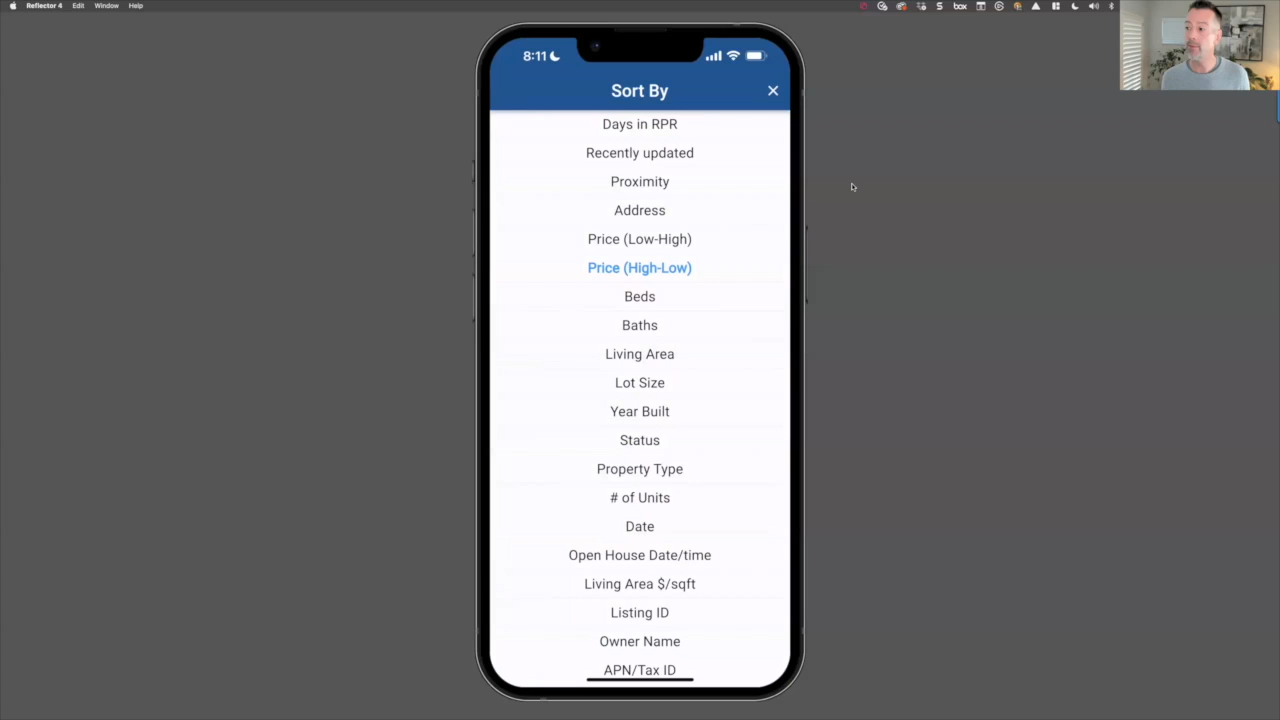 Reflector 4 Edit Window Help
box
8:11
Sort By
Days in RPR
Recently updated
Proximity
Address
Price (Low-High)
Price (High-Low)
Beds
Baths
Living Area
Lot Size
Year Built
Status
Property Type
# of Units
Date
Open House Date/time
Living Area $/sqft
Listing ID
Owner Name
APN/Tax ID